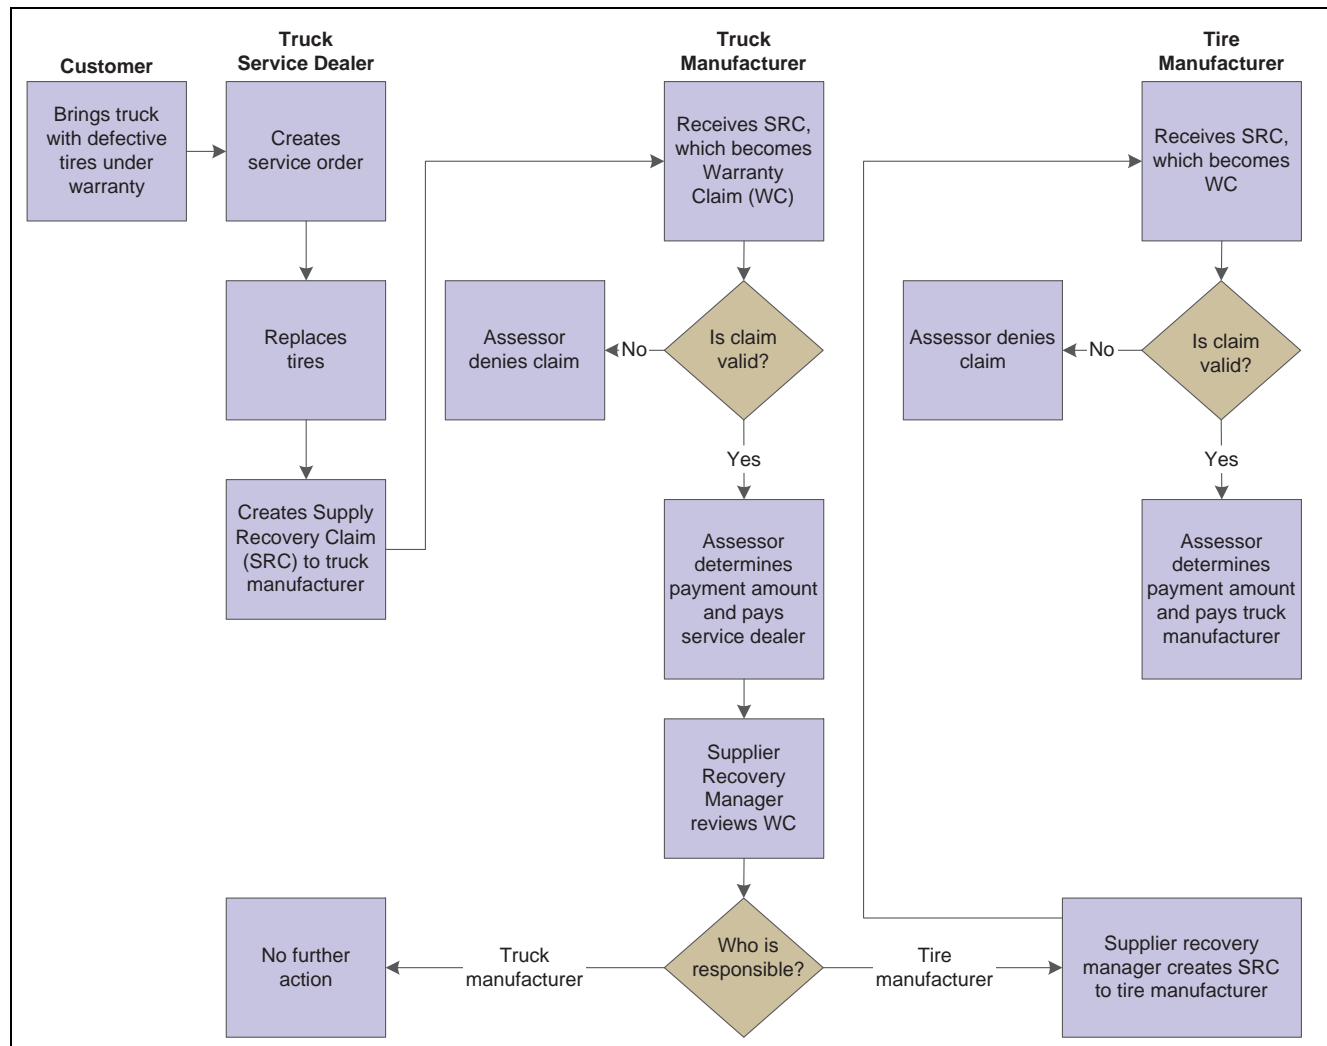 Customer
Truck
Service Dealer
Truck
Manufacturer
Tire
Manufacturer
Brings truck
with defective
tires under
warranty
Creates
service order
Receives SRC,
which becomes
Warranty
Claim (WC)
Receives SRC,
which becomes
WC
Replaces
tires
Assessor
denies claim
No
Is claim
valid?
Assessor denies
claim
No
Is claim
valid?
Yes
Yes
Creates Supply
Recovery Claim
(SRC) to truck
manufacturer
Assessor
determines
payment amount
and pays
service dealer
Assessor
determines
payment amount
and pays truck
manufacturer
Supplier
Recovery
Manager
reviews WC
No further
action
Truck
manufacturer
Who is
responsible?
Tire
manufacturer
Supplier recovery
manager creates SRC
to tire manufacturer